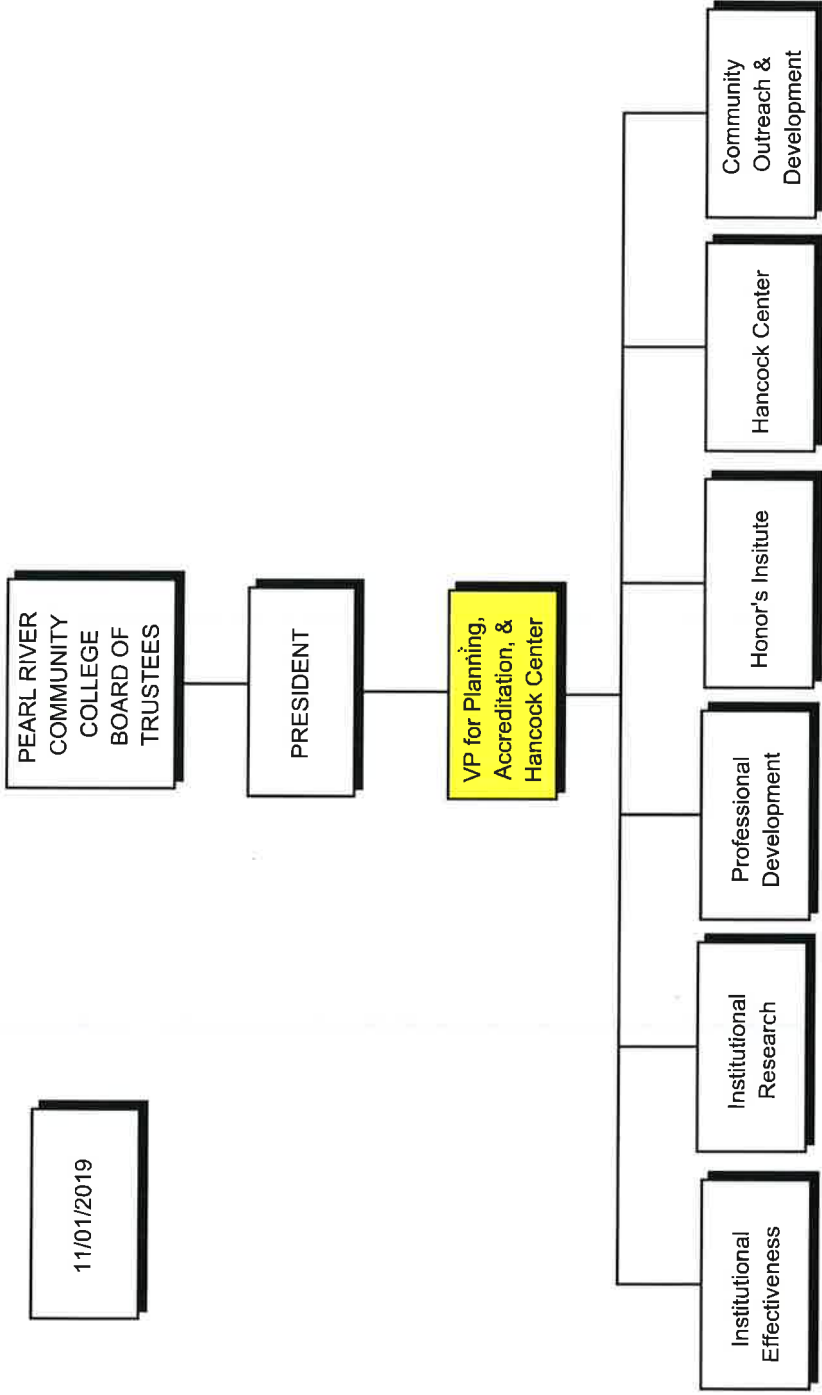 11/01/2019
PEARL RIVER
COMMUNITY
COLLEGE
BOARD OF
TRUSTEES
PRESIDENT
VP for Planning,
Accreditation, &
Hancock Center
Institutional
Effectiveness
Institutional
Research
Professional
Development
Honor's Insitute
Hancock Center
Community
Outreach &
Development